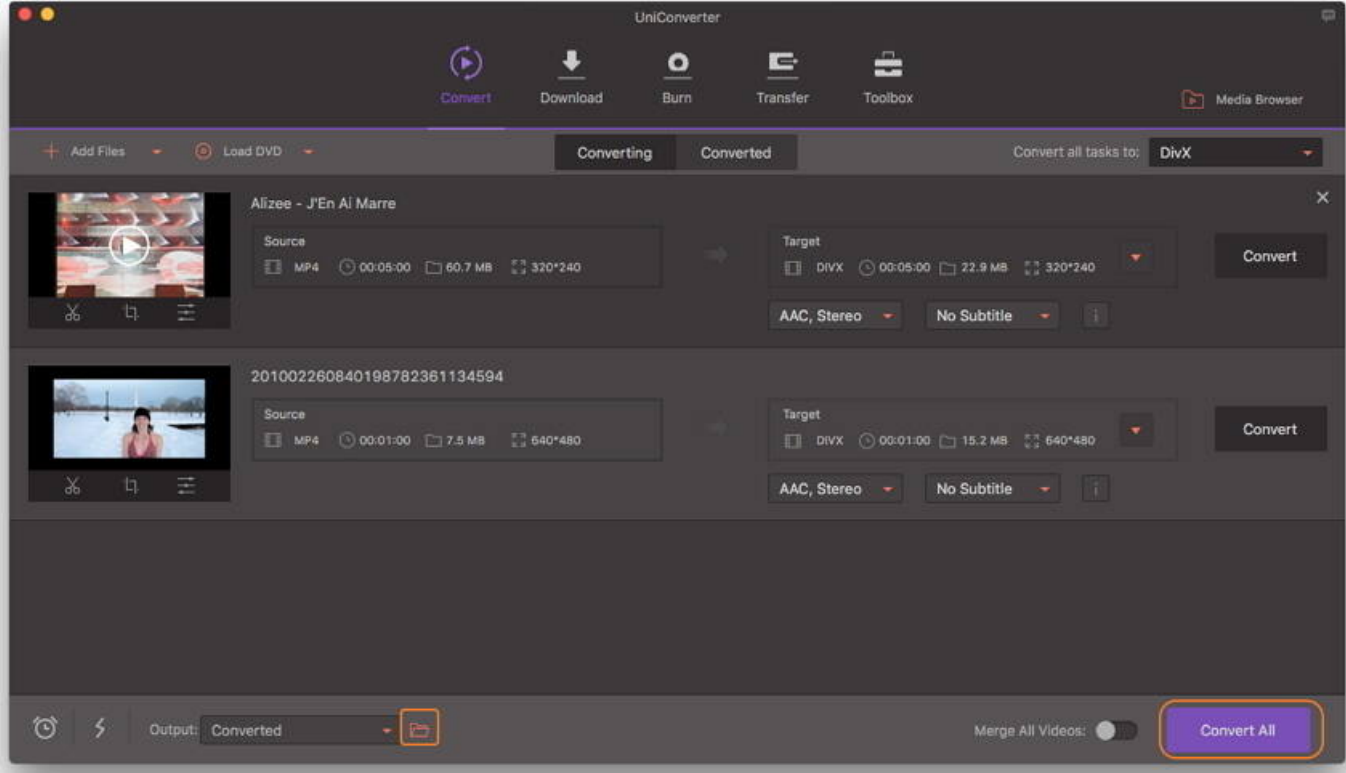 UniConverter
Convert Download Burn Transfer Toolbox
Media Browser
Add Files Load DVD Converting Converted Convert all tasks to: DivX
Alizee - J'En Ai Marre
Source Target
MP4 00:05:00 60.7 MB 320*240 DIVX 00:05:00 22.9 MB 320*240 Convert
AAC, Stereo No Subtitle i
20100226084019878236​1134594
Source Target
MP4 00:01:00 7.5 MB 640*480 DIVX 00:01:00 15.2 MB 640*480 Convert
AAC, Stereo No Subtitle i
Output: Converted Merge All Videos: Convert All